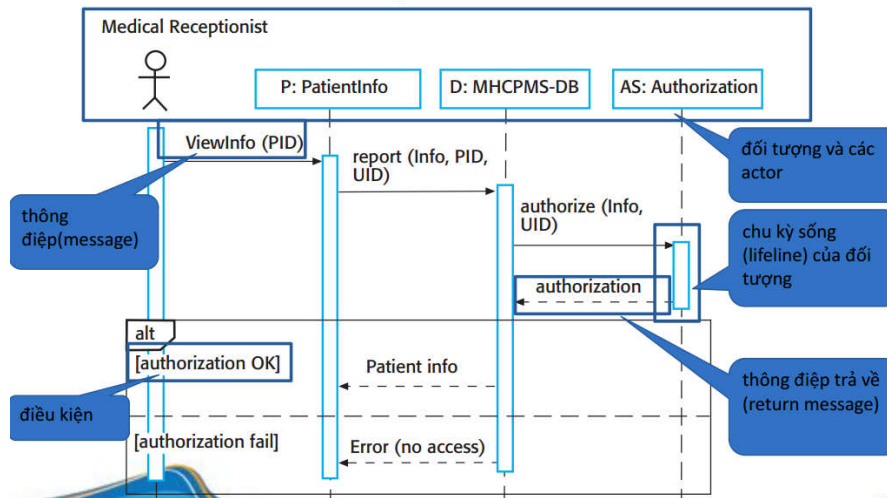 Medical Receptionist
P: PatientInfo
D: MHCPMS-DB
AS: Authorization
ViewInfo (PID)
report (Info, PID,
UID)
đối tượng và các
actor
thông
điệp(message)
authorize (Info,
UID)
chu kỳ sống
(lifeline) của đối
tượng
authorization
alt
[authorization OK]
Patient info
thông điệp trả về
(return message)
điều kiện
[authorization fail]
Error (no access)